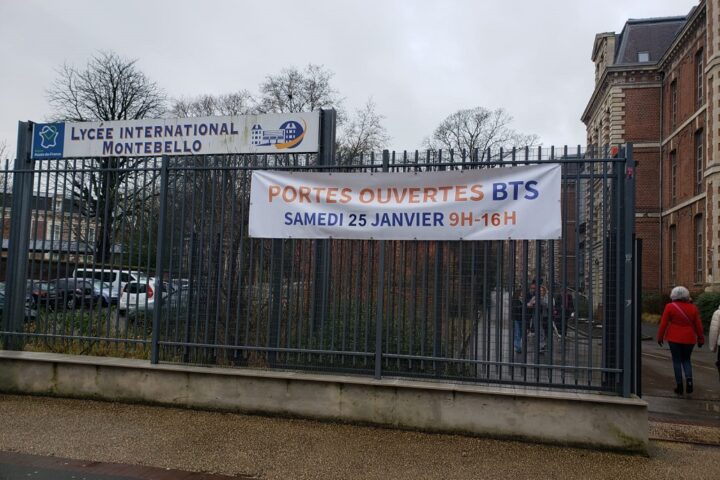 LYCÉE INTERNATIONAL
MONTEBELLO
PORTES OUVERTES BTS
SAMEDI 25 JANVIER 9H-16H